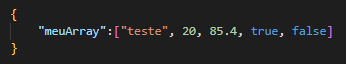 {
    "meuArray":["teste", 20, 85.4, true, false]
}